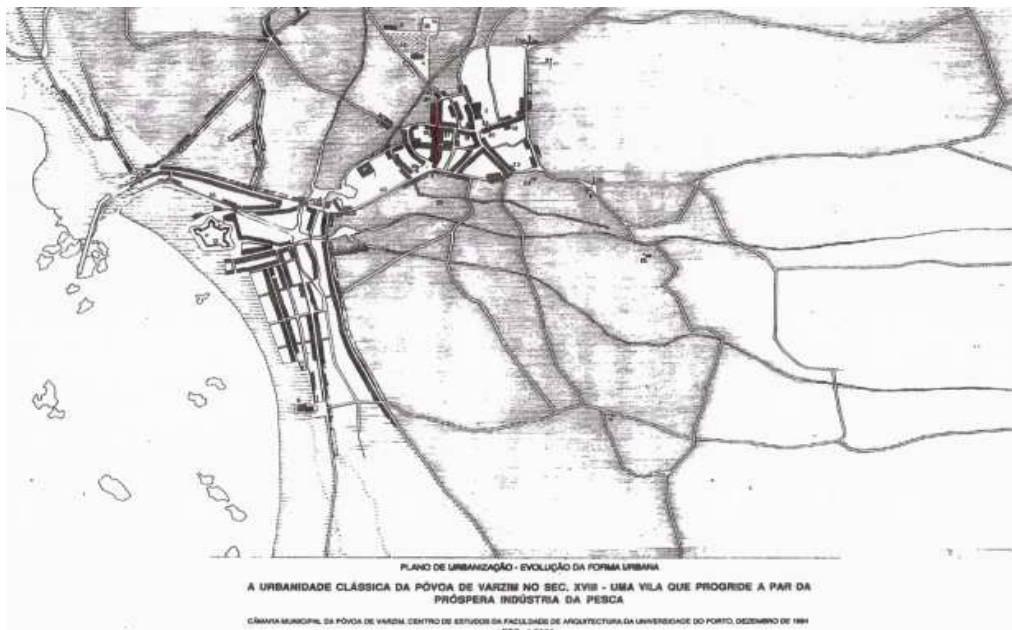 PLANO DE URBANIZAÇÃO - EVOLUÇÃO DA FORMA URBANA
A URBANIDADE CLÁSSICA DA PÓVOA DE VARZIM NO SEC. XVIII - UMA VILA QUE PROGRIDE A PAR DA
PRÓSPERA INDÚSTRIA DA PESCA
CÂMARA MUNICIPAL DA PÓVOA DE VARZIM. CENTRO DE ESTUDOS DA FACULDADE DE ARQUITECTURA DA UNIVERSIDADE DO PORTO, DEZEMBRO DE 1984